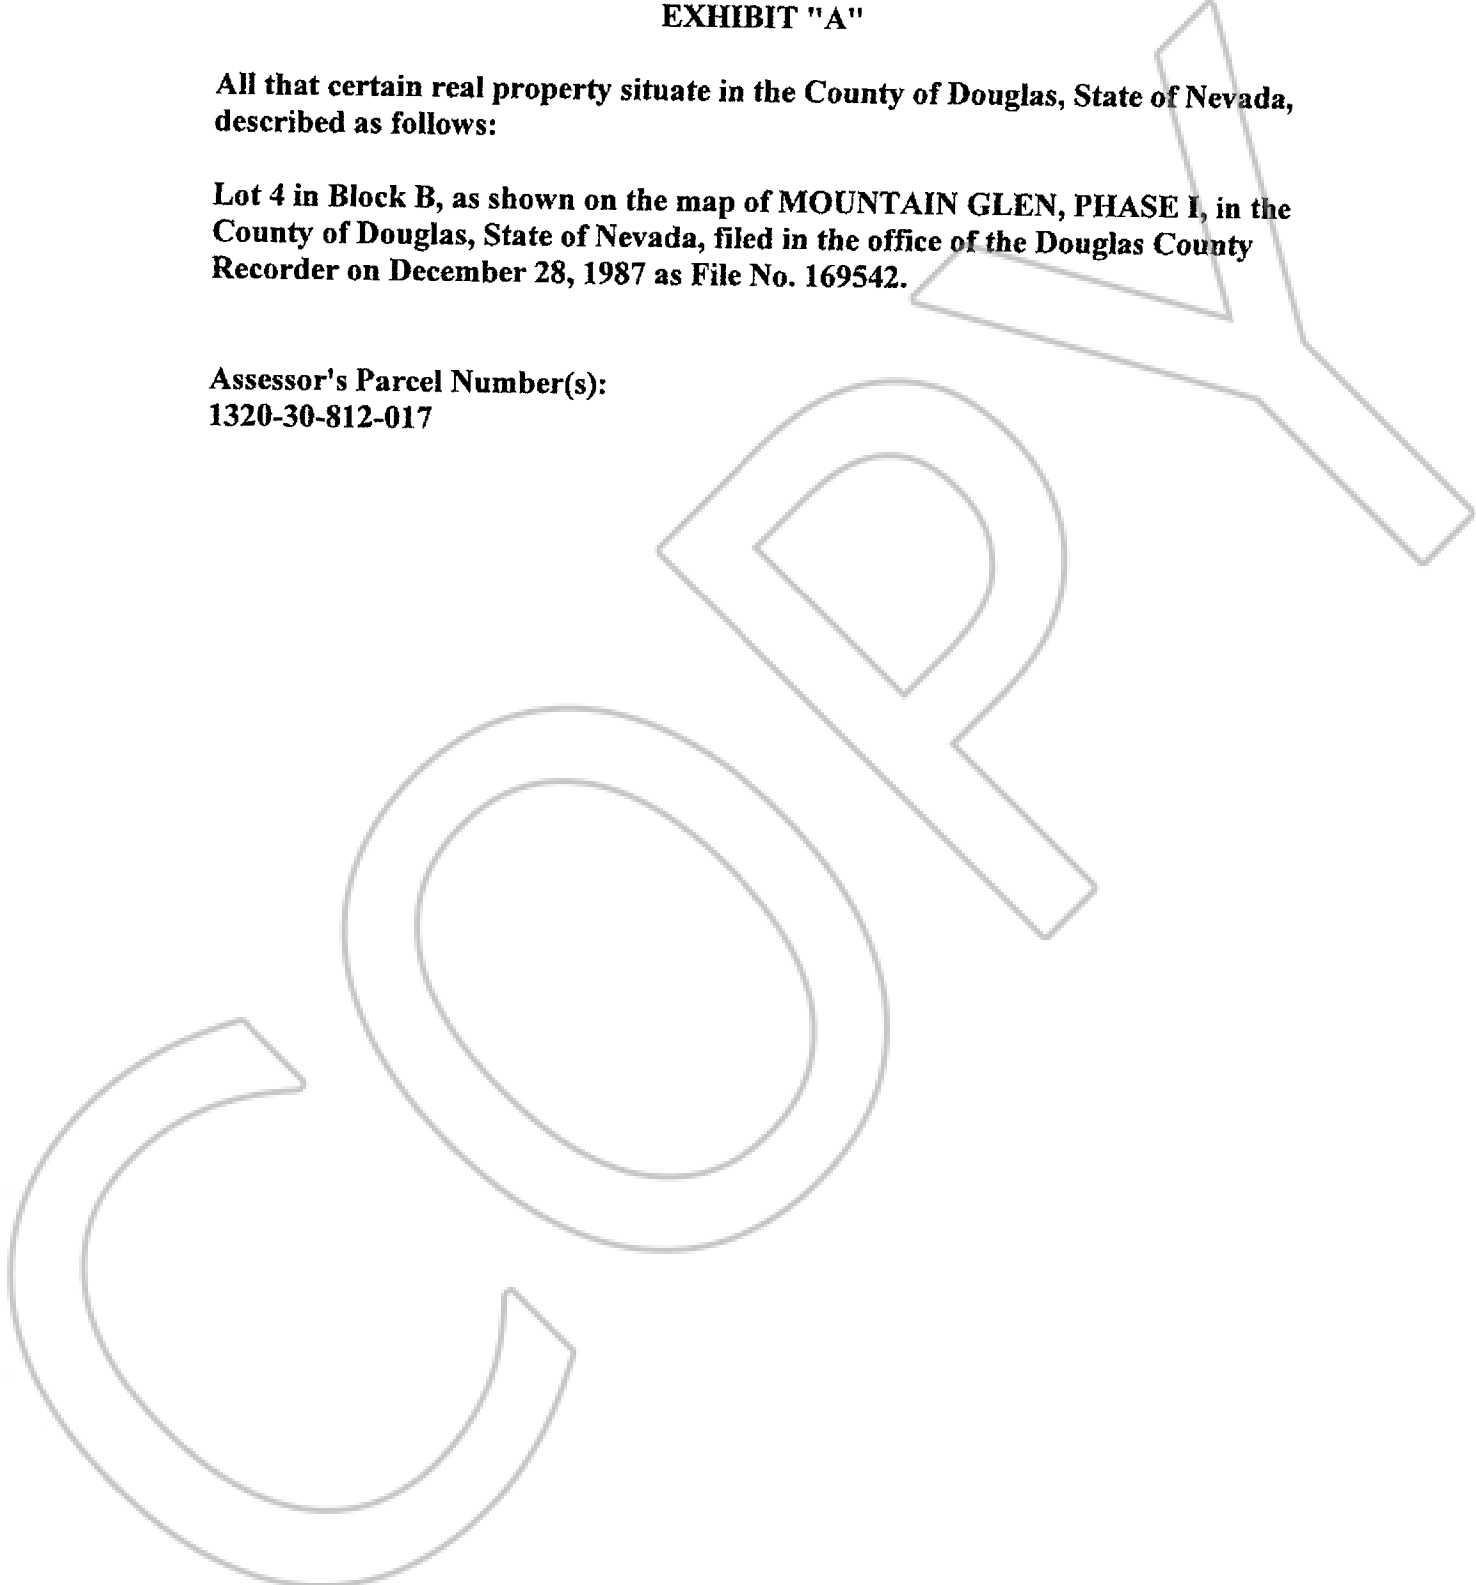 EXHIBIT "A"
All that certain real property situate in the County of Douglas, State of Nevada,
described as follows:
Lot 4 in Block B, as shown on the map of MOUNTAIN GLEN, PHASE I, in the
County of Douglas, State of Nevada, filed in the office of the Douglas County
Recorder on December 28, 1987 as File No. 169542.
Assessor's Parcel Number(s):
1320-30-812-017
COPY